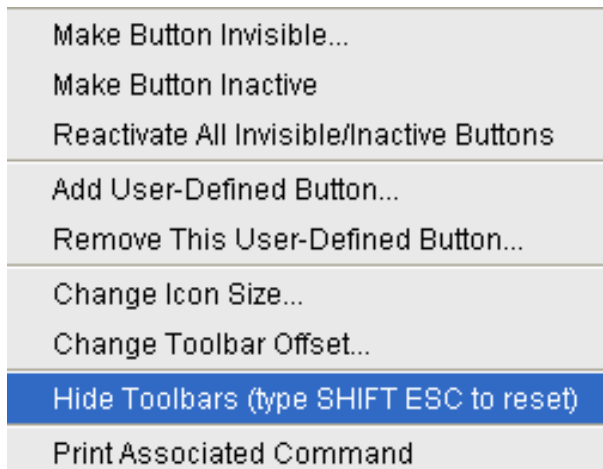 Make Button Invisible...
Make Button Inactive
Reactivate All Invisible/Inactive Buttons
Add User-Defined Button...
Remove This User-Defined Button...
Change Icon Size...
Change Toolbar Offset...
Hide Toolbars (type SHIFT ESC to reset)
Print Associated Command